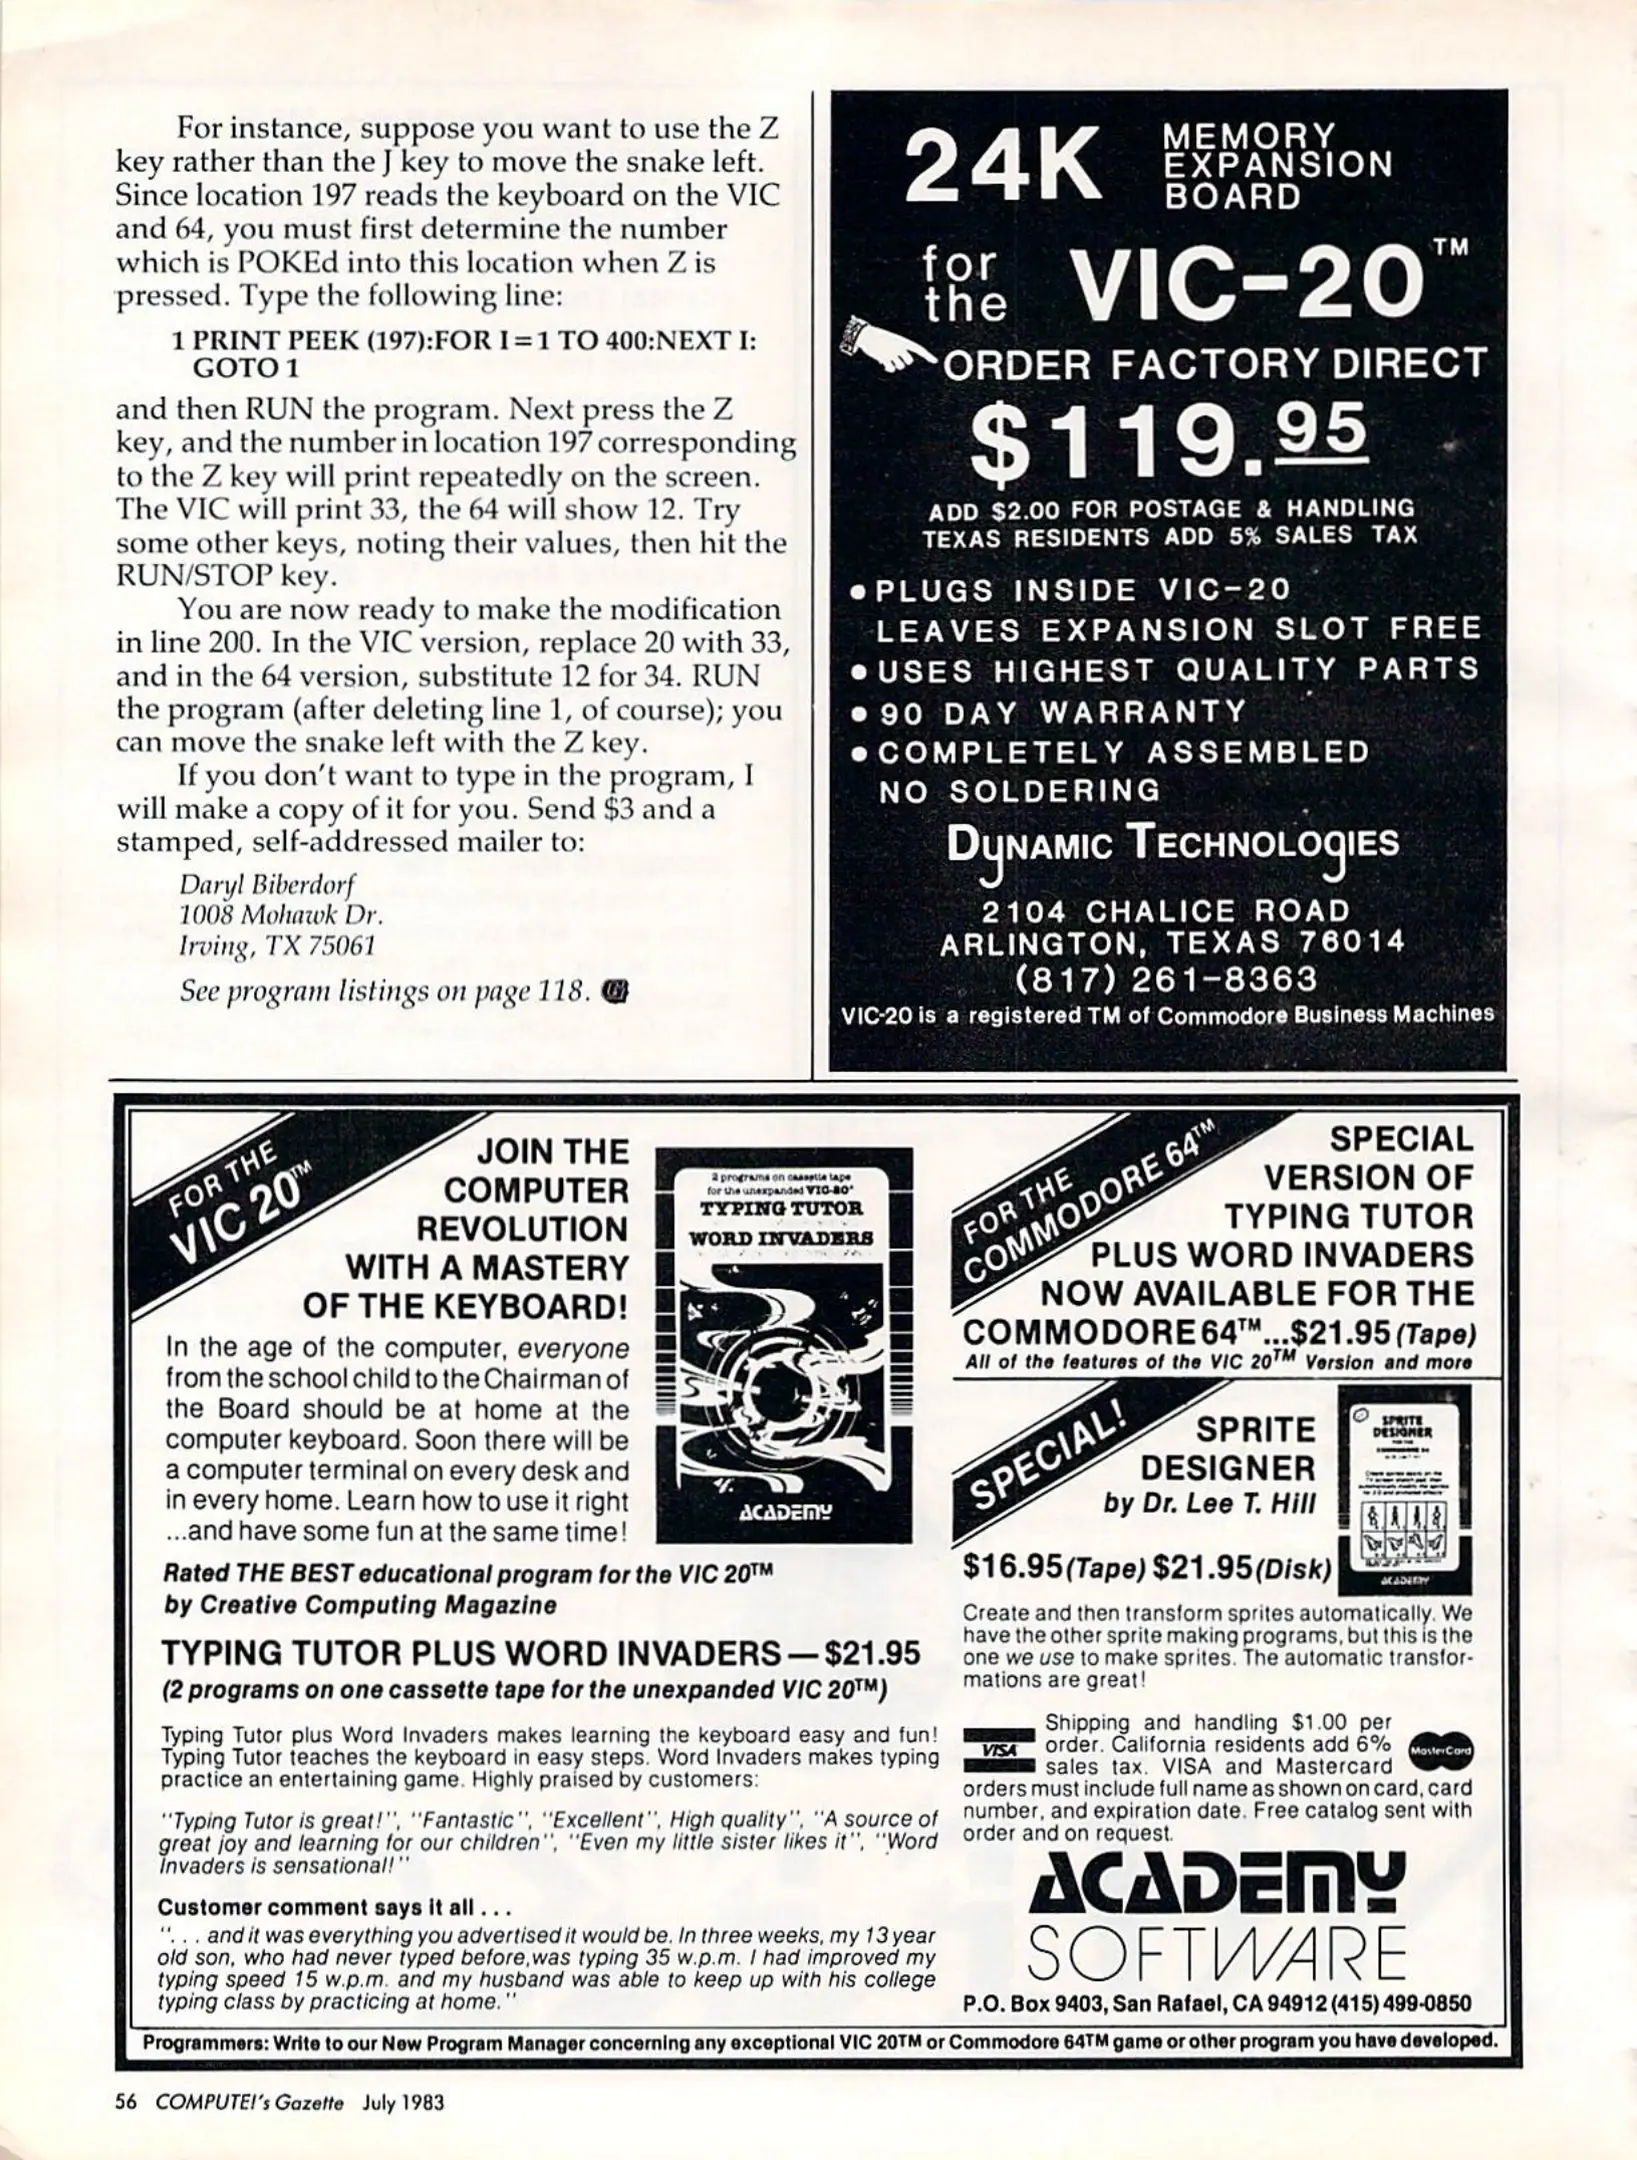 For instance, suppose you want to use the Z
key rather than the J key to move the snake left.
Since location 197 reads the keyboard on the VIC
and 64, you must first determine the number
which is POKEd into this location when Z is
pressed. Type the following line:
1 PRINT PEEK (197):FOR I=1 TO 400:NEXT I:
GOTO 1
and then RUN the program. Next press the Z
key, and the number in location 197 corresponding
to the Z key will print repeatedly on the screen.
The VIC will print 33, the 64 will show 12. Try
some other keys, noting their values, then hit the
RUN/STOP key.
You are now ready to make the modification
in line 200. In the VIC version, replace 20 with 33,
and in the 64 version, substitute 12 for 34. RUN
the program (after deleting line 1, of course); you
can move the snake left with the Z key.
If you don't want to type in the program, I
will make a copy of it for you. Send $3 and a
stamped, self-addressed mailer to:
Daryl Biberdorf
1008 Mohawk Dr.
Irving, TX 75061
See program listings on page 118. G
24K MEMORY
EXPANSION
BOARD
for
the VIC-20™
ORDER FACTORY DIRECT
$119.95
ADD $2.00 FOR POSTAGE & HANDLING
TEXAS RESIDENTS ADD 5% SALES TAX
• PLUGS INSIDE VIC-20
LEAVES EXPANSION SLOT FREE
• USES HIGHEST QUALITY PARTS
• 90 DAY WARRANTY
• COMPLETELY ASSEMBLED
NO SOLDERING
DYNAMIC TECHNOLOGIES
2104 CHALICE ROAD
ARLINGTON, TEXAS 76014
(817) 261-8363
VIC-20 is a registered TM of Commodore Business Machines
FOR THE
VIC 20™
JOIN THE
COMPUTER
REVOLUTION
WITH A MASTERY
OF THE KEYBOARD!
In the age of the computer, everyone
from the school child to the Chairman of
the Board should be at home at the
computer keyboard. Soon there will be
a computer terminal on every desk and
in every home. Learn how to use it right
...and have some fun at the same time!
2 programs on cassette tape
for the unexpanded VIC-20*
TYPING TUTOR
WORD INVADERS
ACADEMY
Rated THE BEST educational program for the VIC 20™
by Creative Computing Magazine
TYPING TUTOR PLUS WORD INVADERS — $21.95
(2 programs on one cassette tape for the unexpanded VIC 20™)
Typing Tutor plus Word Invaders makes learning the keyboard easy and fun!
Typing Tutor teaches the keyboard in easy steps. Word Invaders makes typing
practice an entertaining game. Highly praised by customers:
"Typing Tutor is great!", "Fantastic", "Excellent", High quality", "A source of
great joy and learning for our children", "Even my little sister likes it", "Word
Invaders is sensational!"
Customer comment says it all . . .
". . . and it was everything you advertised it would be. In three weeks, my 13 year
old son, who had never typed before,was typing 35 w.p.m. I had improved my
typing speed 15 w.p.m. and my husband was able to keep up with his college
typing class by practicing at home."
FOR THE
COMMODORE 64™
SPECIAL
VERSION OF
TYPING TUTOR
PLUS WORD INVADERS
NOW AVAILABLE FOR THE
COMMODORE 64™...$21.95 (Tape)
All of the features of the VIC 20™ Version and more
SPECIAL!
SPRITE
DESIGNER
by Dr. Lee T. Hill
SPRITE
DESIGNER
ACADEMY
$16.95(Tape) $21.95(Disk)
Create and then transform sprites automatically. We
have the other sprite making programs, but this is the
one we use to make sprites. The automatic transfor-
mations are great!
VISA
MasterCard
Shipping and handling $1.00 per
order. California residents add 6%
sales tax. VISA and Mastercard
orders must include full name as shown on card, card
number, and expiration date. Free catalog sent with
order and on request.
ACADEMY
SOFTWARE
P.O. Box 9403, San Rafael, CA 94912 (415) 499-0850
Programmers: Write to our New Program Manager concerning any exceptional VIC 20TM or Commodore 64TM game or other program you have developed.
56 COMPUTE!'s Gazette July 1983